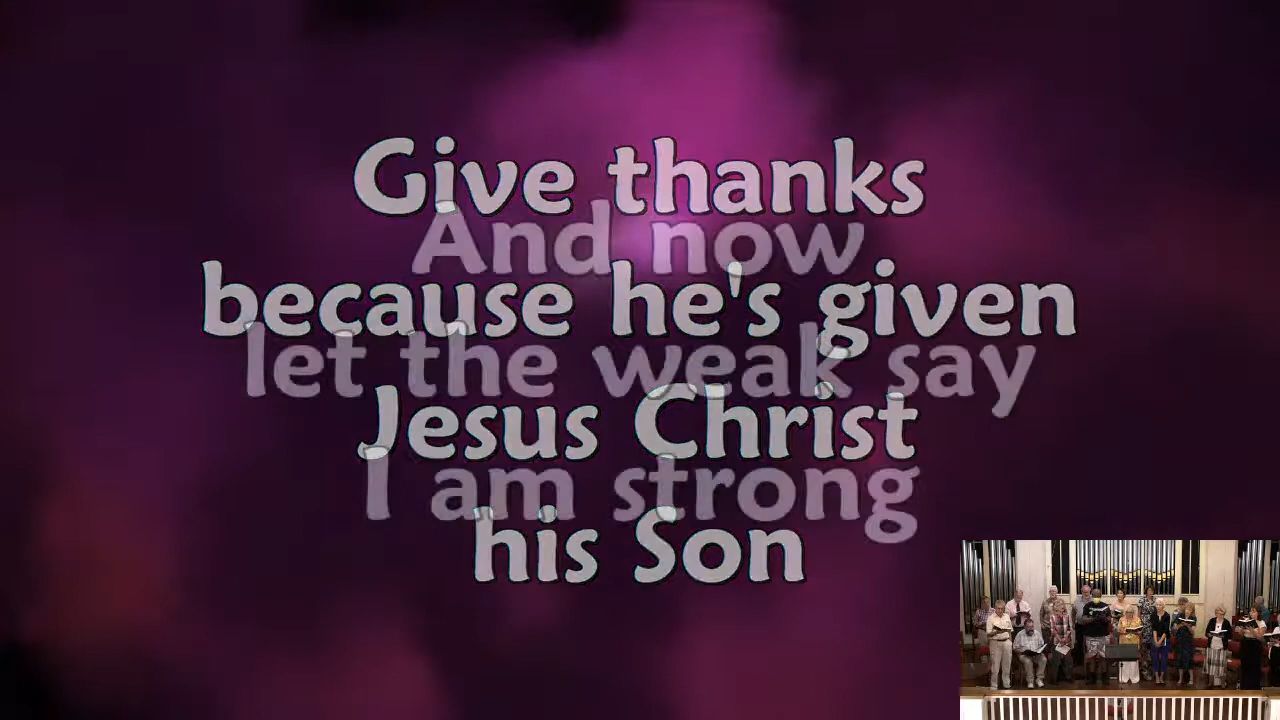 Give thanks
And now
because he's given
let the weak say
Jesus Christ
I am strong
his Son